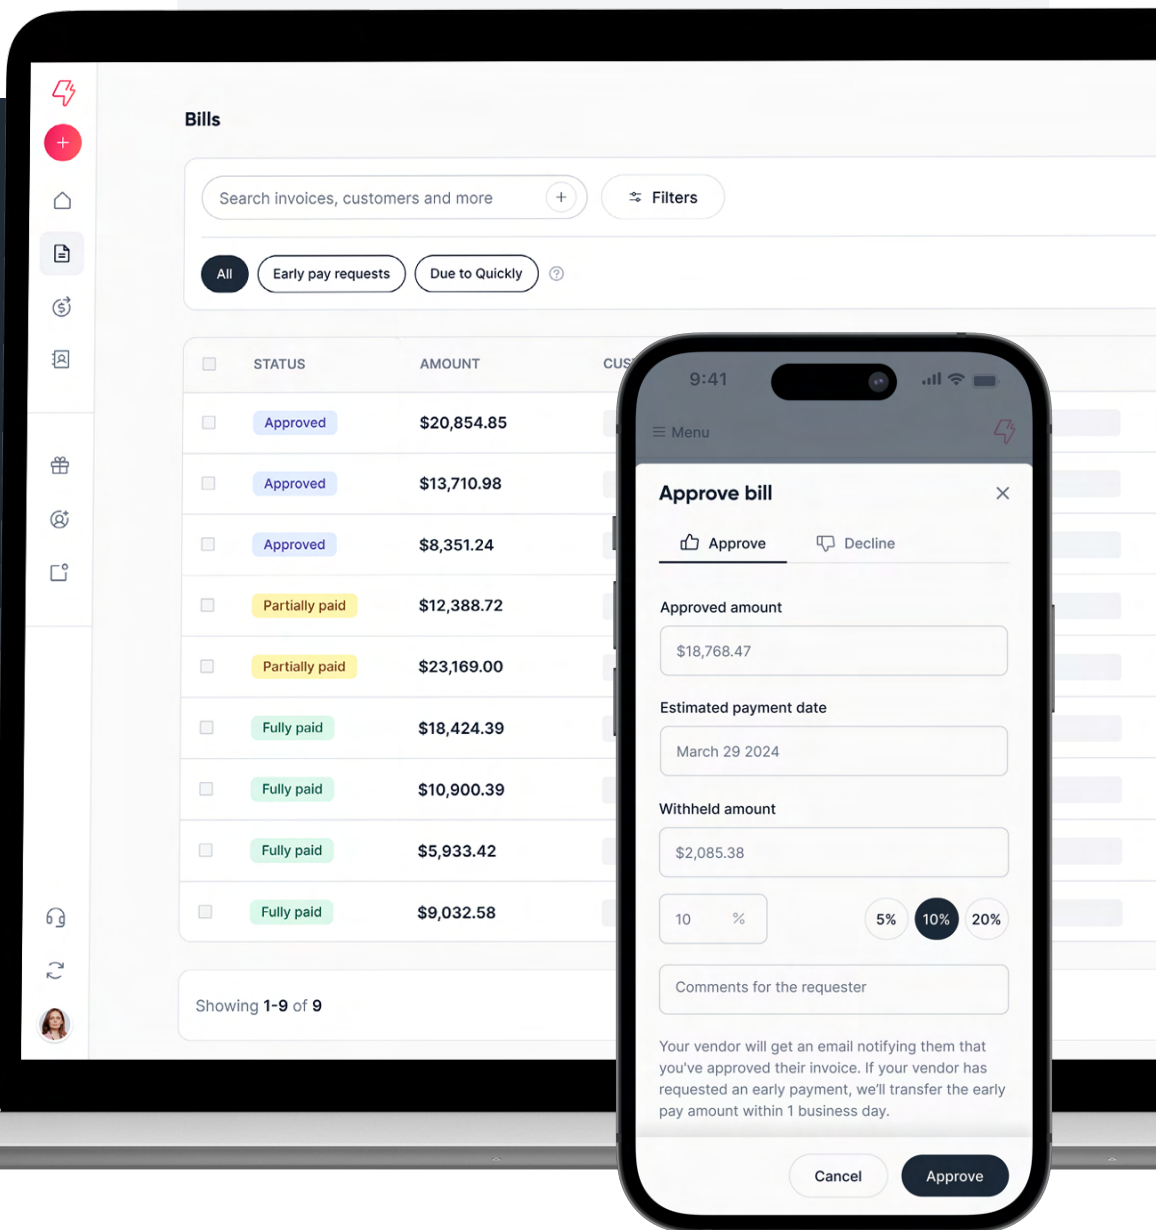 Bills
Search invoices, customers and more
Filters
All
Early pay requests
Due to Quickly
STATUS AMOUNT
Approved $20,854.85
Approved $13,710.98
Approved $8,351.24
Partially paid $12,388.72
Partially paid $23,169.00
Fully paid $18,424.39
Fully paid $10,900.39
Fully paid $5,933.42
Fully paid $9,032.58
Showing 1-9 of 9
9:41
Menu
Approve bill
Approve
Decline
Approved amount
$18,768.47
Estimated payment date
March 29 2024
Withheld amount
$2,085.38
10 %
5% 10% 20%
Comments for the requester
Your vendor will get an email notifying them that
you've approved their invoice. If your vendor has
requested an early payment, we'll transfer the early
pay amount within 1 business day.
Cancel
Approve